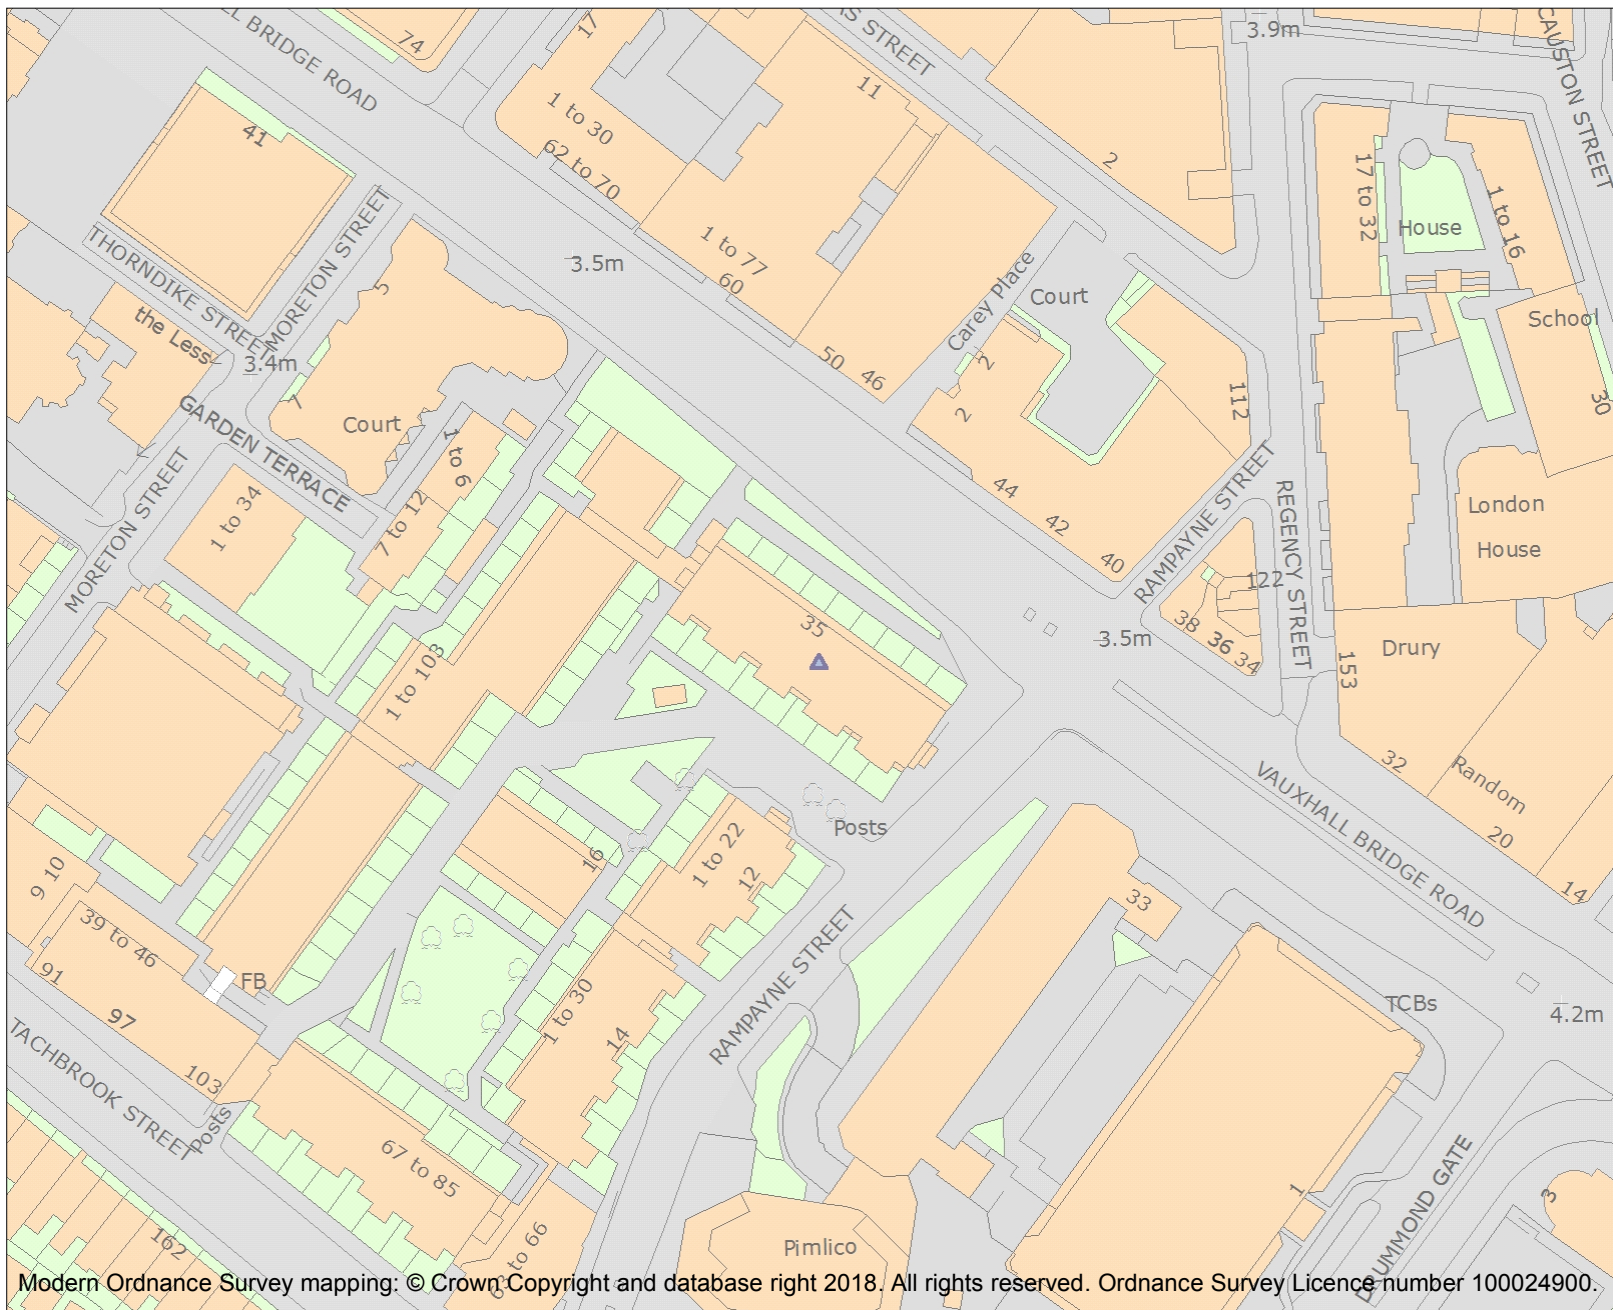 LL BRIDGE ROAD
74
17
AS STREET
3.9m
CAUSTON STREET
11
41
1 to 30
62 to 70
2
17 to 32
1 to 16
House
MORETON STREET
THORNDIKE STREET
3.5m
1 to 77
60
Carey Place
Court
5
School
the Less
3.4m
50
46
2
112
30
GARDEN TERRACE
7
Court
2
1 to 6
MORETON STREET
1 to 34
7 to 12
44
42
40
RAMPAYNE STREET
REGENCY STREET
London
House
122
35
38
36
34
3.5m
153
Drury
1 to 103
32
Random
20
14
VAUXHALL BRIDGE ROAD
Posts
1 to 22
12
16
9 10
33
39 to 46
91
97
103
FB
RAMPAYNE STREET
1 to 30
14
TCBs
4.2m
TACHBROOK STREET
Posts
67 to 85
63 to 66
162
Pimlico
1
3
DRUMMOND GATE
Modern Ordnance Survey mapping: © Crown Copyright and database right 2018. All rights reserved. Ordnance Survey Licence number 100024900.